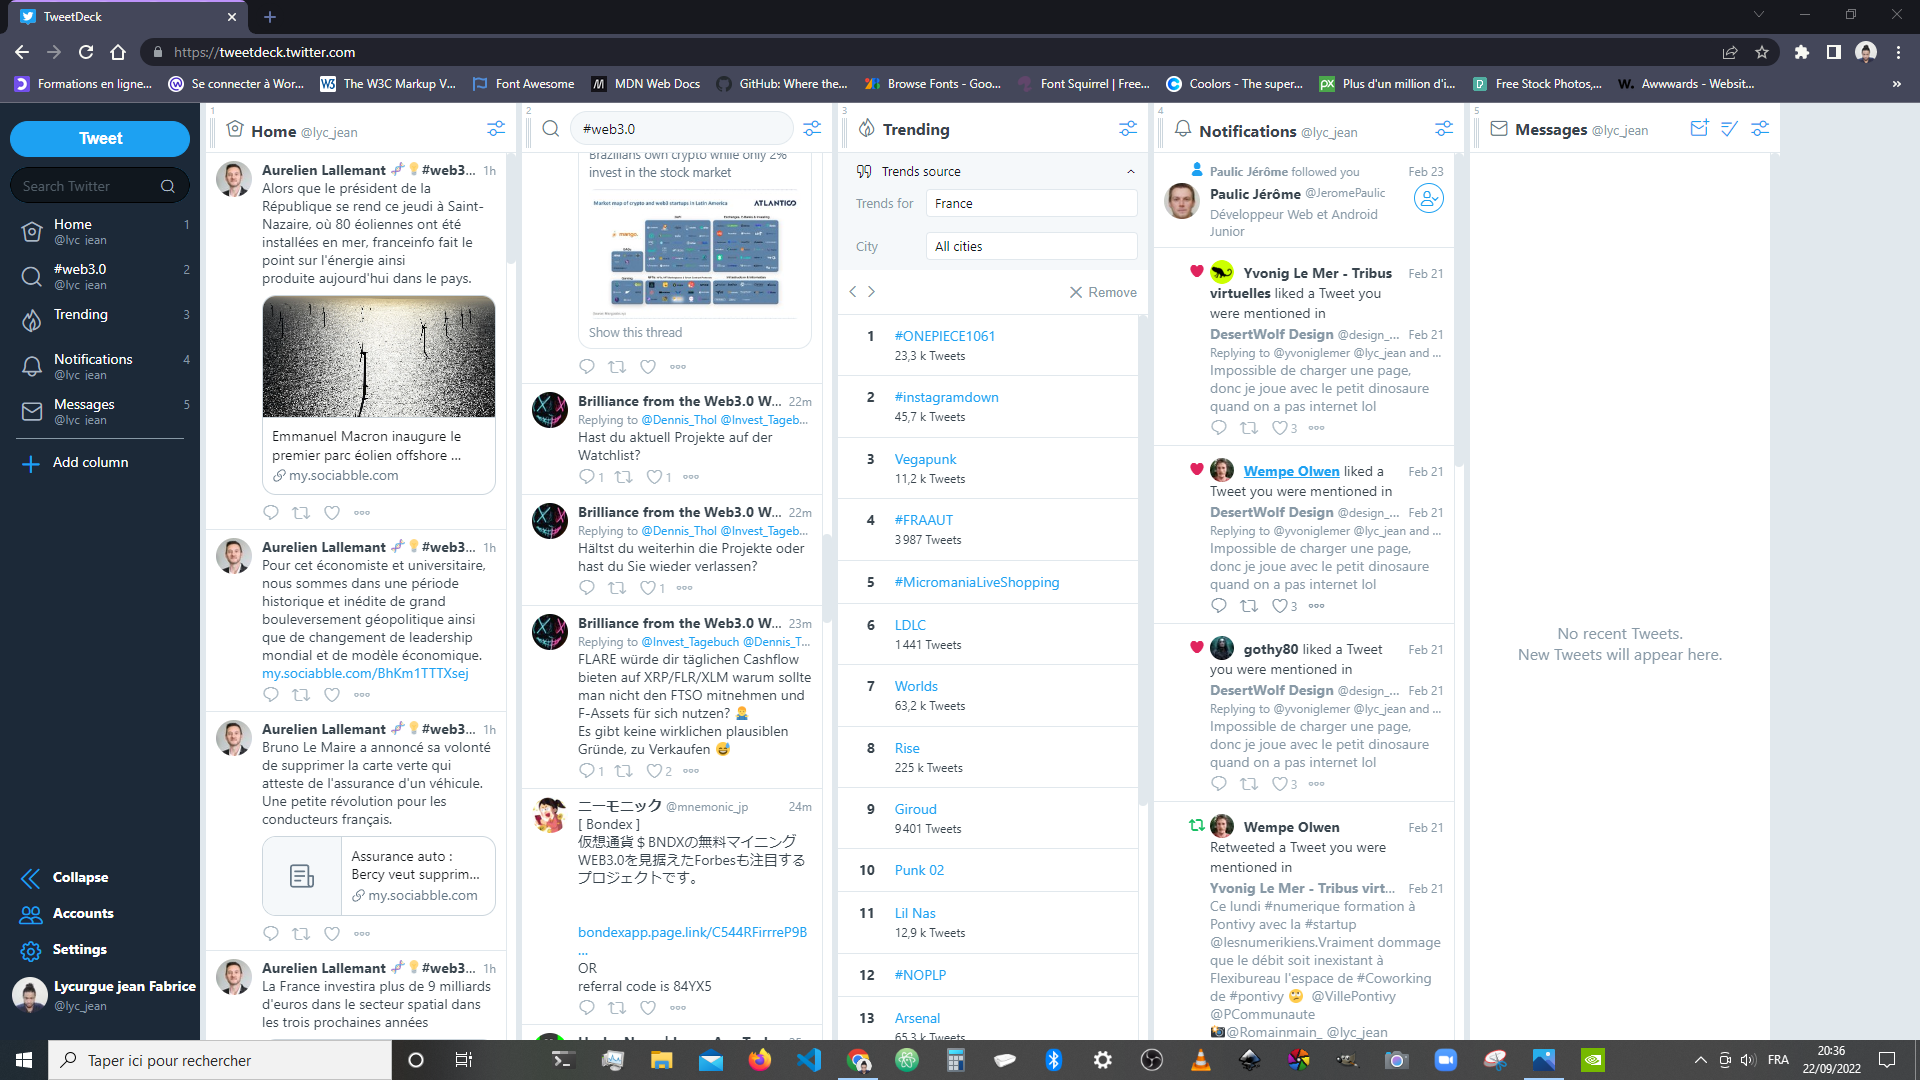 TweetDeck
https://tweetdeck.twitter.com
Formations en ligne...
Se connecter à Wor...
The W3C Markup V...
Font Awesome
MDN Web Docs
GitHub: Where the...
Browse Fonts - Goo...
Font Squirrel | Free...
Coolors - The super...
Plus d'un million d'i...
Free Stock Photos,...
Awwwards - Websit...
Tweet
Search Twitter
Home 1
@lyc_jean
#web3.0 2
@lyc_jean
Trending 3
Notifications 4
@lyc_jean
Messages 5
@lyc_jean
Add column
Collapse
Accounts
Settings
Lycurgue jean Fabrice
@lyc_jean
1
Home @lyc_jean
Aurelien Lallemant #web3... 1h
Alors que le président de la
République se rend ce jeudi à Saint-
Nazaire, où 80 éoliennes ont été
installées en mer, franceinfo fait le
point sur l'énergie ainsi
produite aujourd'hui dans le pays.
Emmanuel Macron inaugure le
premier parc éolien offshore ...
my.sociabble.com
Aurelien Lallemant #web3... 1h
Pour cet économiste et universitaire,
nous sommes dans une période
historique et inédite de grand
bouleversement géopolitique ainsi
que de changement de leadership
mondial et de modèle économique.
my.sociabble.com/BhKm1TTTXsej
Aurelien Lallemant #web3... 1h
Bruno Le Maire a annoncé sa volonté
de supprimer la carte verte qui
atteste de l'assurance d'un véhicule.
Une petite révolution pour les
conducteurs français.
Assurance auto :
Bercy veut supprim...
my.sociabble.com
Aurelien Lallemant #web3... 1h
La France investira plus de 9 milliards
d'euros dans le secteur spatial dans
les trois prochaines années
2
#web3.0
Brazilians own crypto while only 2%
invest in the stock market
Market map of crypto and web3 startups in Latin America
ATLANTICO
Show this thread
Brilliance from the Web3.0 W... 22m
Replying to @Dennis_Thol @Invest_Tageb...
Hast du aktuell Projekte auf der
Watchlist?
1 1
Brilliance from the Web3.0 W... 22m
Replying to @Dennis_Thol @Invest_Tageb...
Hältst du weiterhin die Projekte oder
hast du Sie wieder verlassen?
1
Brilliance from the Web3.0 W... 23m
Replying to @Invest_Tagebuch @Dennis_T...
FLARE würde dir täglichen Cashflow
bieten auf XRP/FLR/XLM warum sollte
man nicht den FTSO mitnehmen und
F-Assets für sich nutzen?
Es gibt keine wirklichen plausiblen
Gründe, zu Verkaufen
1 2
ニーモニック @mnemonic_jp 24m
[ Bondex ]
仮想通貨＄BNDXの無料マイニング
WEB3.0を見据えたForbesも注目する
プロジェクトです。
bondexapp.page.link/C544RFirrreP9B
...
OR
referral code is 84YX5
3
Trending
Trends source
Trends for France
City All cities
Remove
1 #ONEPIECE1061
23,3 k Tweets
2 #instagramdown
45,7 k Tweets
3 Vegapunk
11,2 k Tweets
4 #FRAAUT
3 987 Tweets
5 #MicromaniaLiveShopping
6 LDLC
1 441 Tweets
7 Worlds
63,2 k Tweets
8 Rise
225 k Tweets
9 Giroud
9 401 Tweets
10 Punk 02
11 Lil Nas
12,9 k Tweets
12 #NOPLP
13 Arsenal
65,3 k Tweets
4
Notifications @lyc_jean
Paulic Jérôme followed you Feb 23
Paulic Jérôme @JeromePaulic
Développeur Web et Android
Junior
Yvonig Le Mer - Tribus Feb 21
virtuelles liked a Tweet you
were mentioned in
DesertWolf Design @design_... Feb 21
Replying to @yvoniglemer @lyc_jean and ...
Impossible de charger une page,
donc je joue avec le petit dinosaure
quand on a pas internet lol
3
Wempe Olwen liked a Feb 21
Tweet you were mentioned in
DesertWolf Design @design_... Feb 21
Replying to @yvoniglemer @lyc_jean and ...
Impossible de charger une page,
donc je joue avec le petit dinosaure
quand on a pas internet lol
3
gothy80 liked a Tweet Feb 21
you were mentioned in
DesertWolf Design @design_... Feb 21
Replying to @yvoniglemer @lyc_jean and ...
Impossible de charger une page,
donc je joue avec le petit dinosaure
quand on a pas internet lol
3
Wempe Olwen Feb 21
Retweeted a Tweet you were
mentioned in
Yvonig Le Mer - Tribus virt... Feb 21
Ce lundi #numerique formation à
Pontivy avec la #startup
@lesnumerikiens.Vraiment dommage
que le débit soit inexistant à
Flexibureau l'espace de #Coworking
de #pontivy @VillePontivy
@PCommunaute
@Romainmain_ @lyc_jean
5
Messages @lyc_jean
No recent Tweets.
New Tweets will appear here.
Taper ici pour rechercher
FRA
20:36
22/09/2022